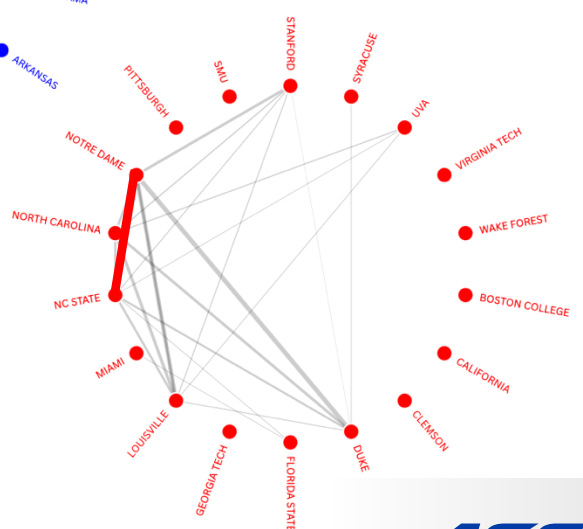 ARKANSAS
STANFORD
SYRACUSE
UVA
VIRGINIA TECH
WAKE FOREST
BOSTON COLLEGE
CALIFORNIA
CLEMSON
DUKE
FLORIDA STATE
GEORGIA TECH
LOUISVILLE
MIAMI
NC STATE
NORTH CAROLINA
NOTRE DAME
PITTSBURGH
SMU